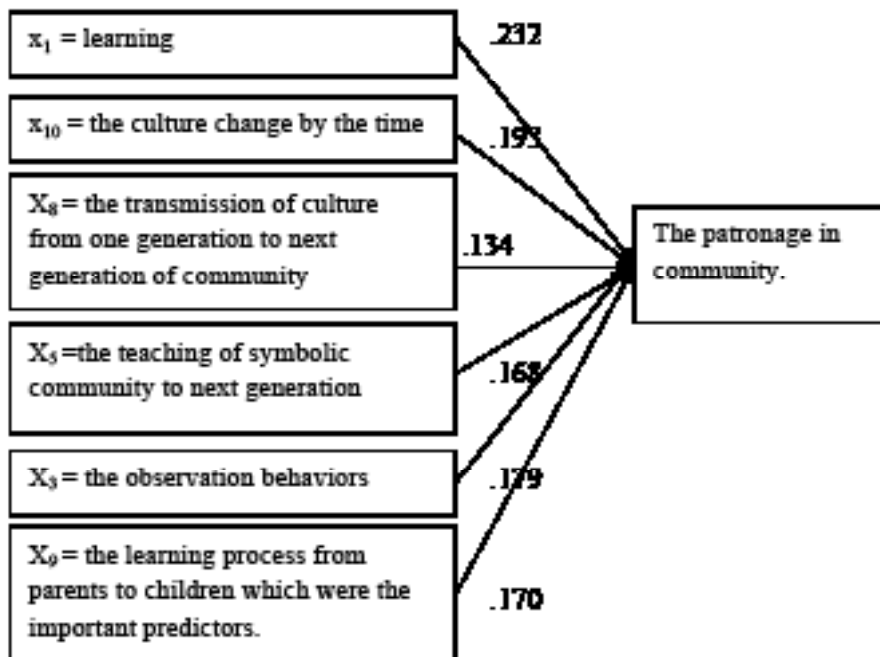 x₁ = learning
.232
x₁₀ = the culture change by the time
X₈ = the transmission of culture
from one generation to next
generation of community
.134
The patronage in
community.
X₅ =the teaching of symbolic
community to next generation
.168
X₃ = the observation behaviors
X₉ = the learning process from
parents to children which were the
important predictors.
.170